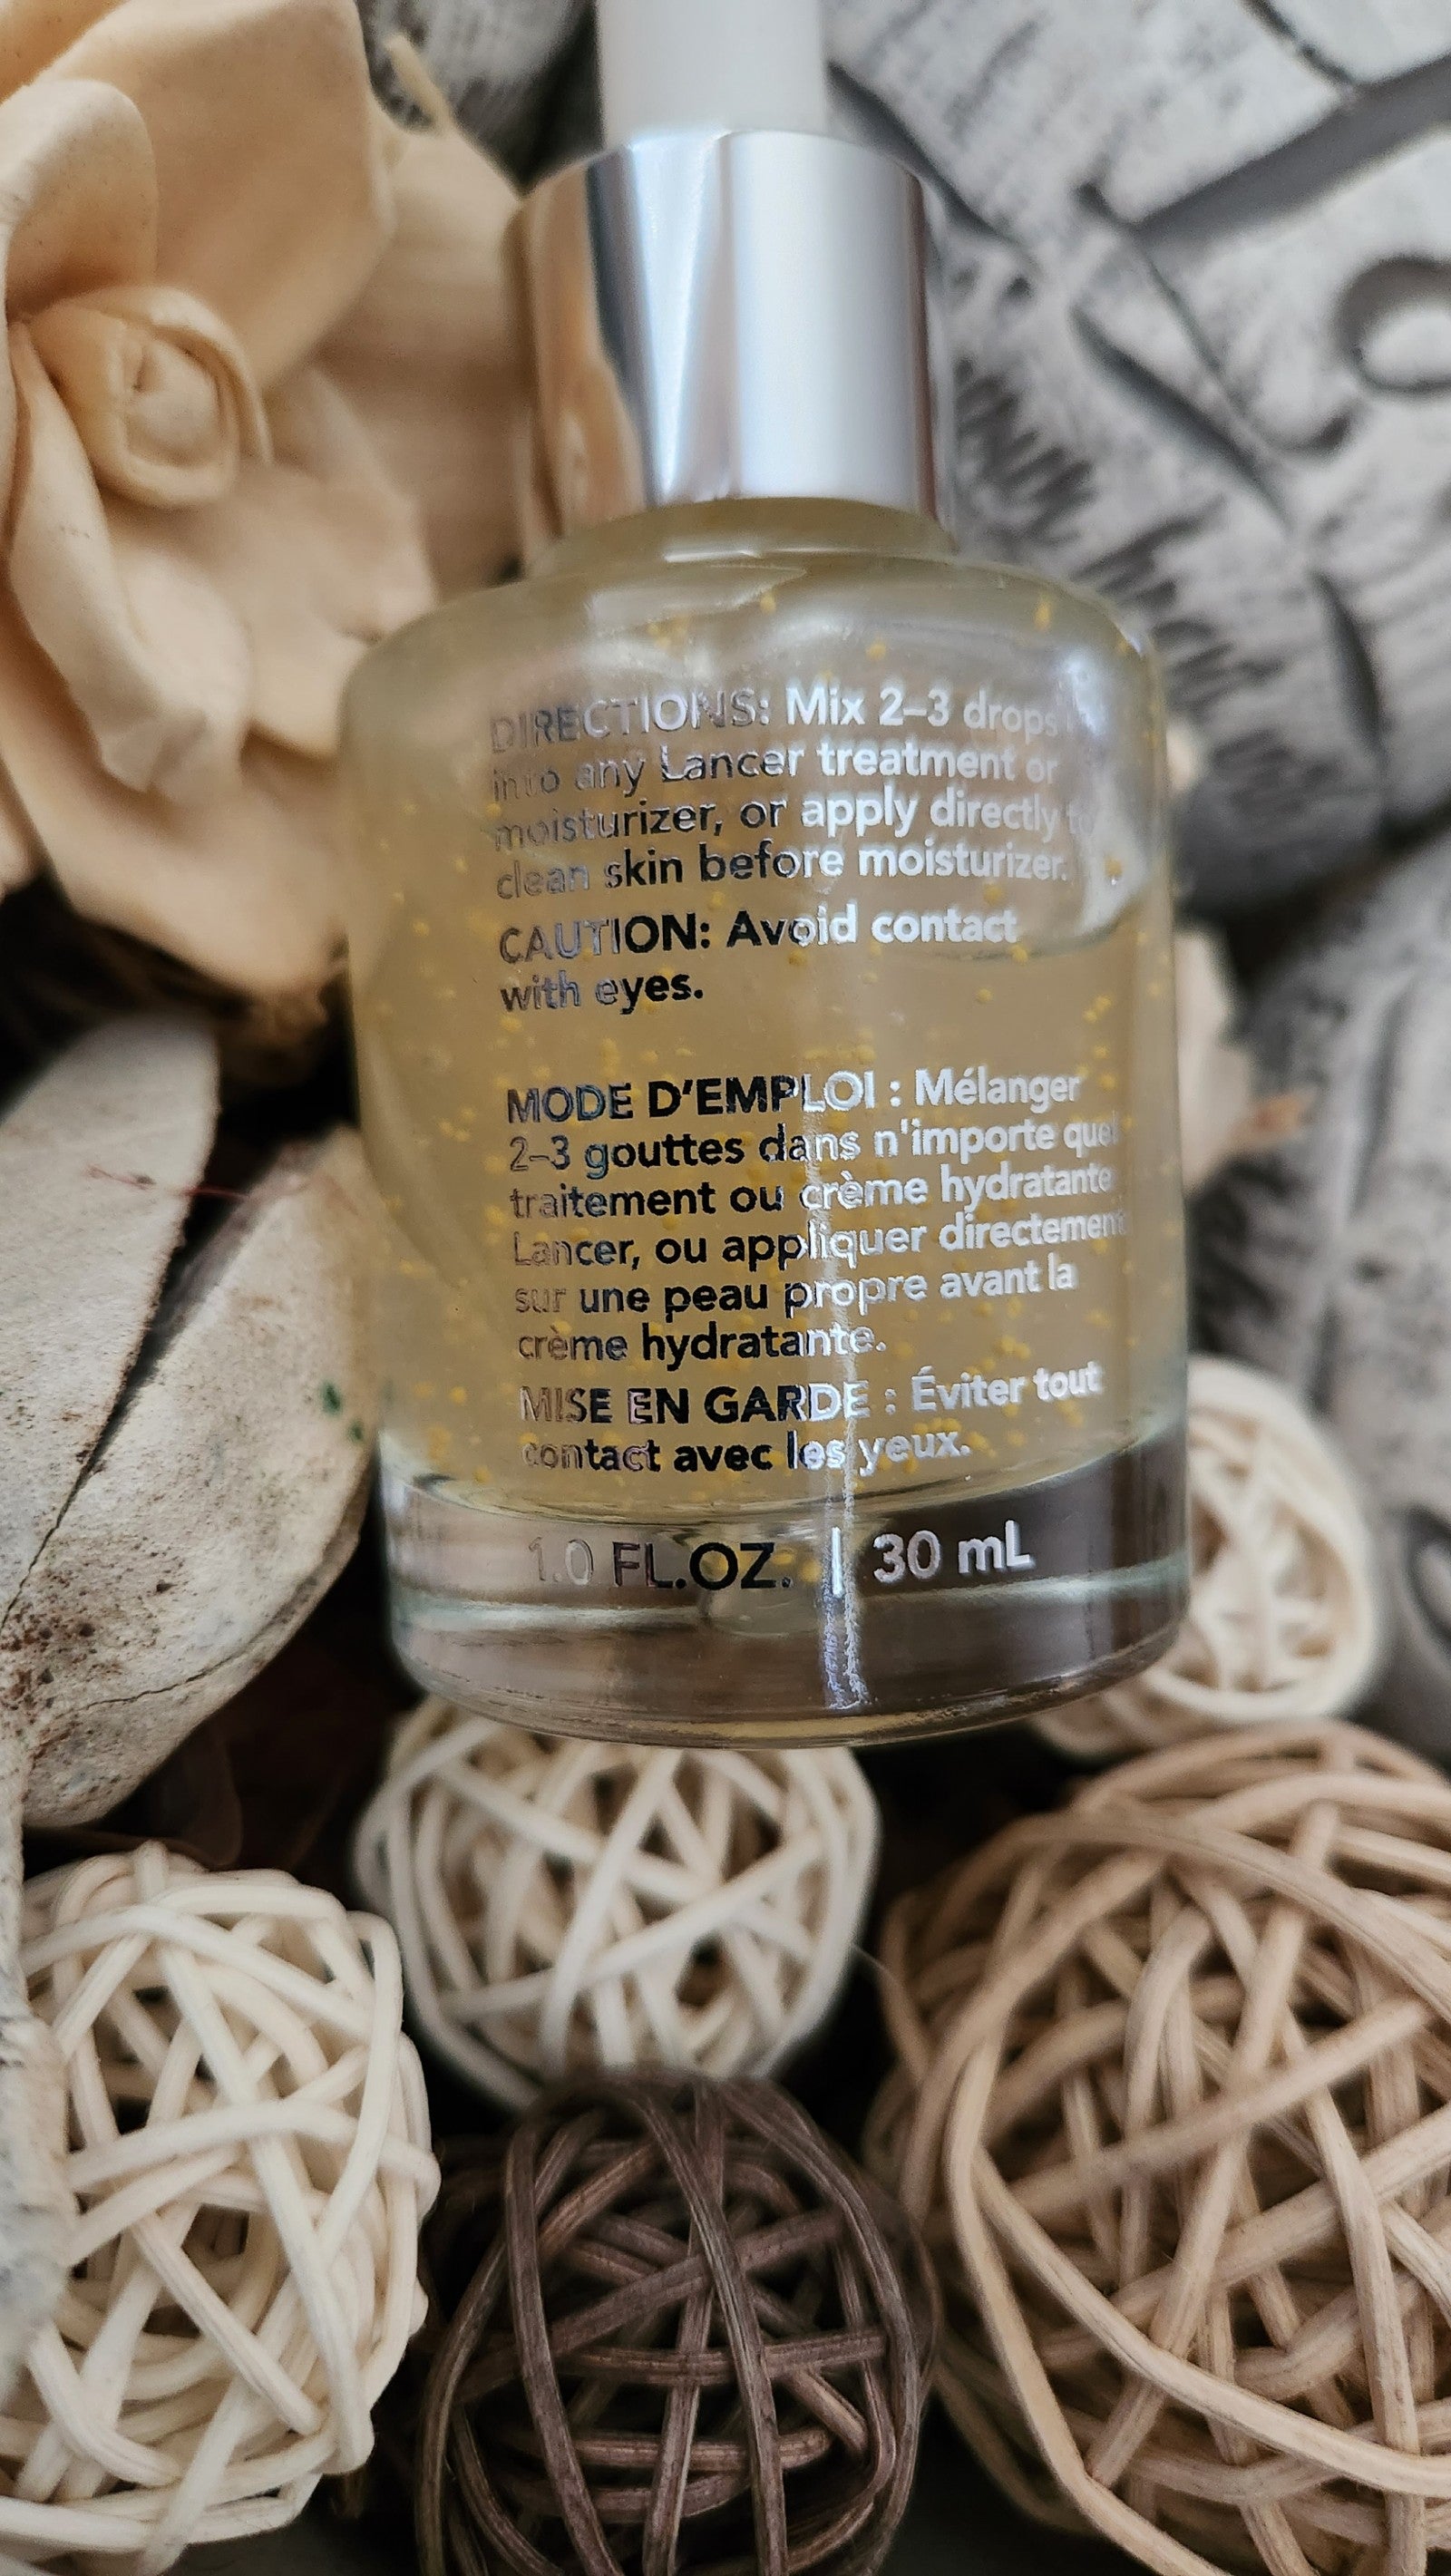 DIRECTIONS: Mix 2–3 drops
into any Lancer treatment or
moisturizer, or apply directly to
clean skin before moisturizer.
CAUTION: Avoid contact
with eyes.
MODE D'EMPLOI : Mélanger
2–3 gouttes dans n'importe quel
traitement ou crème hydratante
Lancer, ou appliquer directement
sur une peau propre avant la
crème hydratante.
MISE EN GARDE : Éviter tout
contact avec les yeux.
1.0 FL.OZ. | 30 mL